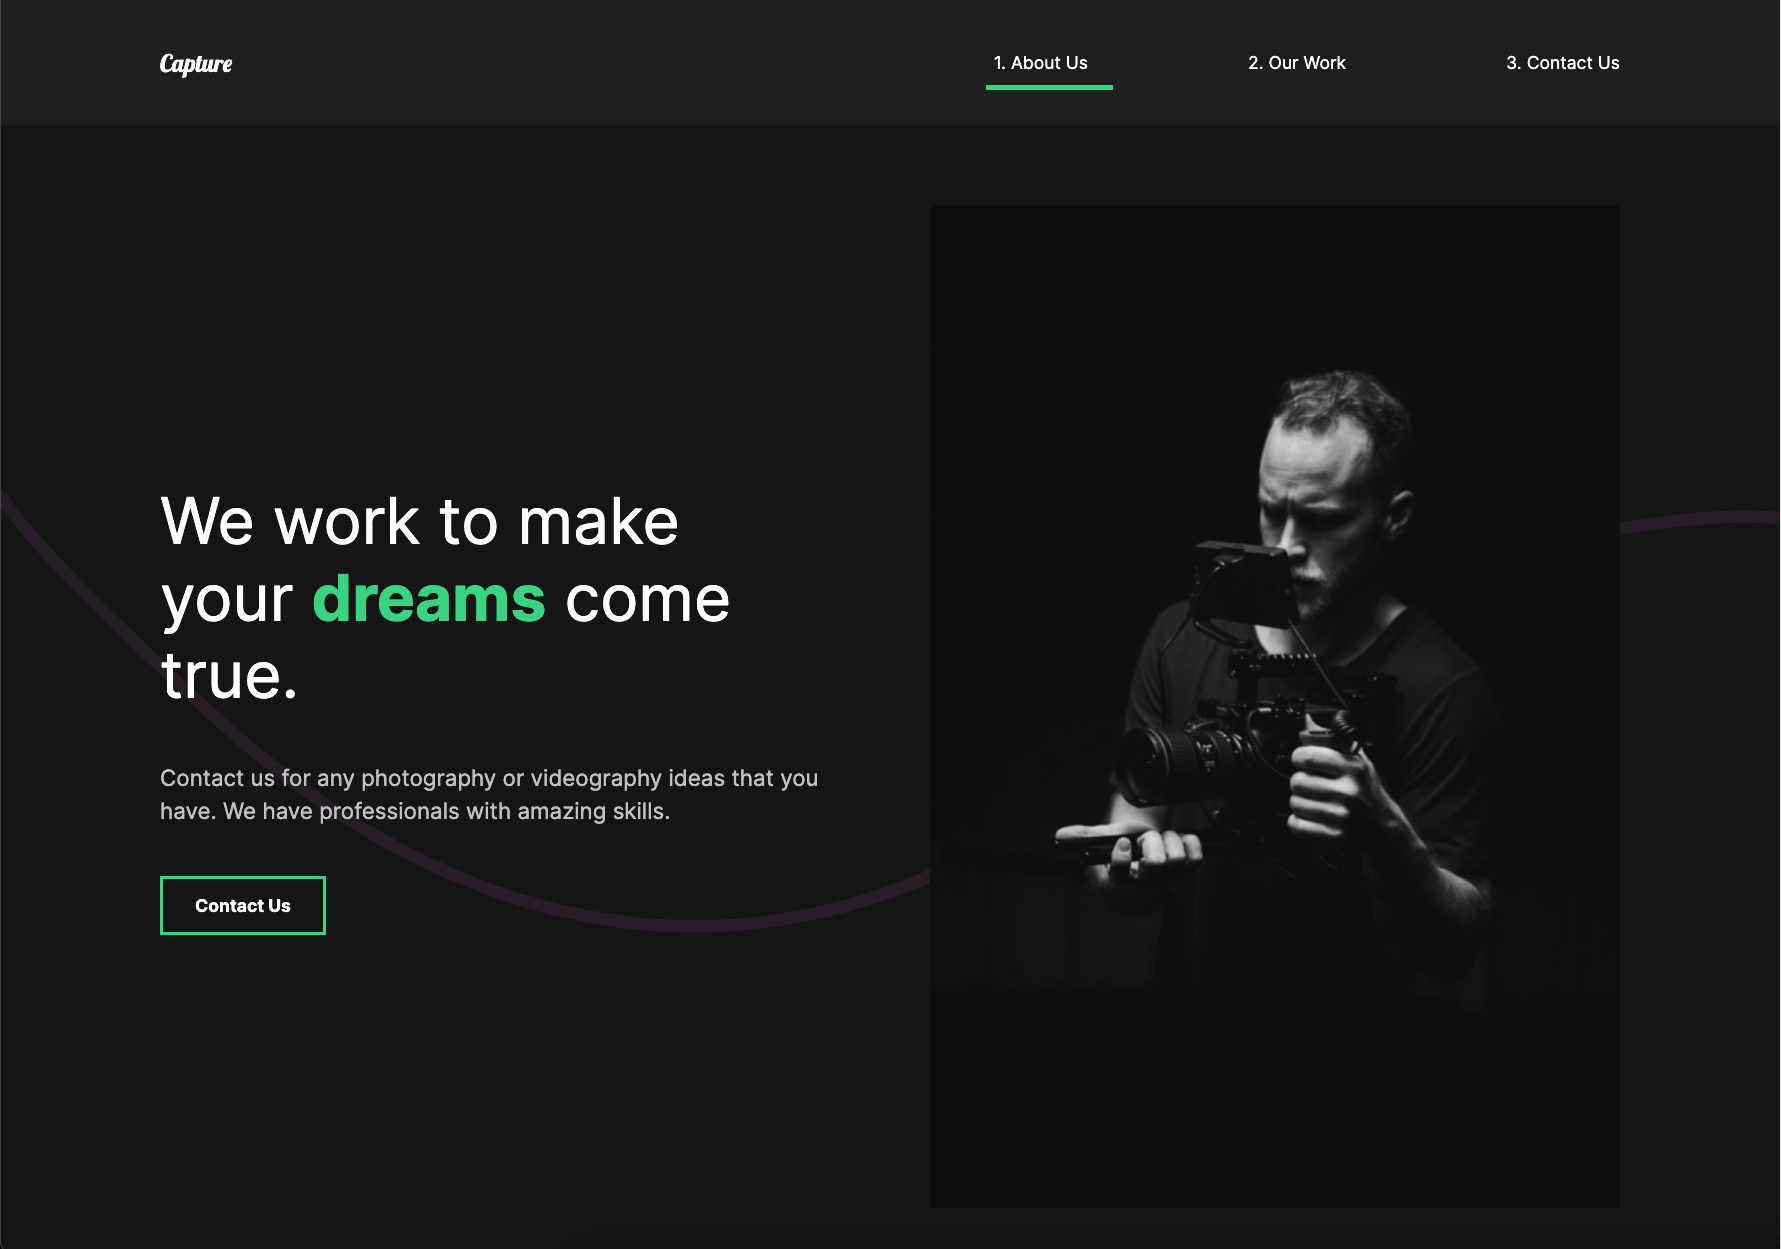 Capture
1. About Us
2. Our Work
3. Contact Us
We work to make
your dreams come
true.
Contact us for any photography or videography ideas that you
have. We have professionals with amazing skills.
Contact Us